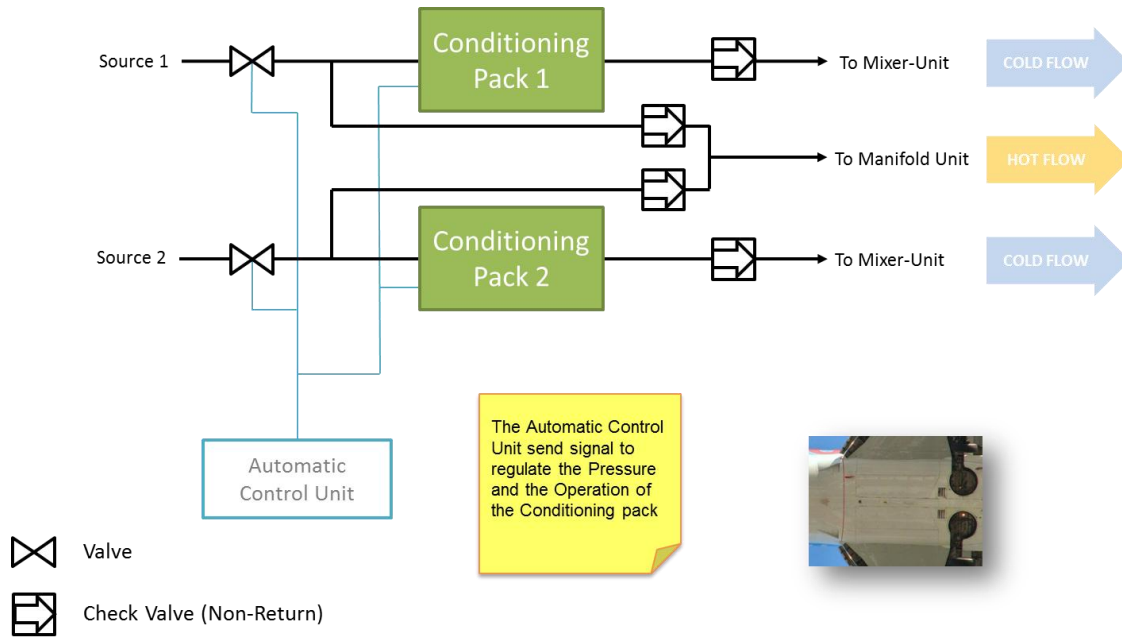 Source 1
Conditioning
Pack 1
To Mixer-Unit
COLD FLOW
To Manifold Unit
HOT FLOW
Source 2
Conditioning
Pack 2
To Mixer-Unit
COLD FLOW
Automatic
Control Unit
The Automatic Control
Unit send signal to
regulate the Pressure
and the Operation of
the Conditioning pack
Valve
Check Valve (Non-Return)